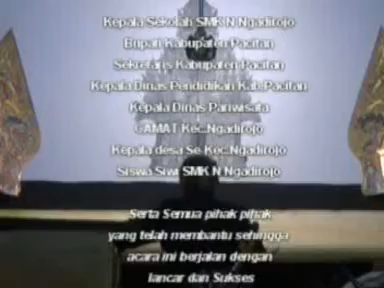 Kepala Sekolah SMK N Ngadirojo
Bupati Kabupaten Pacitan
Sekretaris Kabupaten Pacitan
Kepala Dinas Pendidikan Kab.Pacitan
Kepala Dinas Pariwisata
CAMAT Kec.Ngadirojo
Kepala desa Se Kec.Ngadirojo
Siswa Siwi SMK N Ngadirojo
Serta Semua pihak pihak
yang telah membantu sehingga
acara ini berjalan dengan
lancar dan Sukses